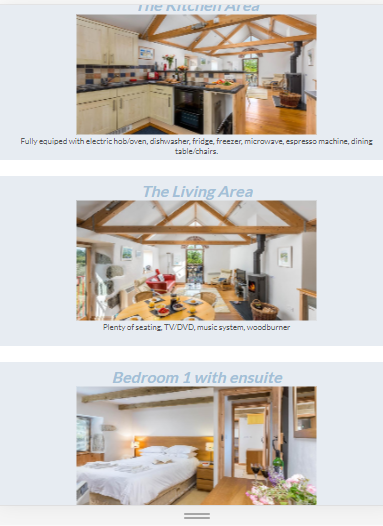 The Kitchen Area
Fully equiped with electric hob/oven, dishwasher, fridge, freezer, microwave, espresso machine, dining
table/chairs.
The Living Area
Plenty of seating, TV/DVD, music system, woodburner
Bedroom 1 with ensuite